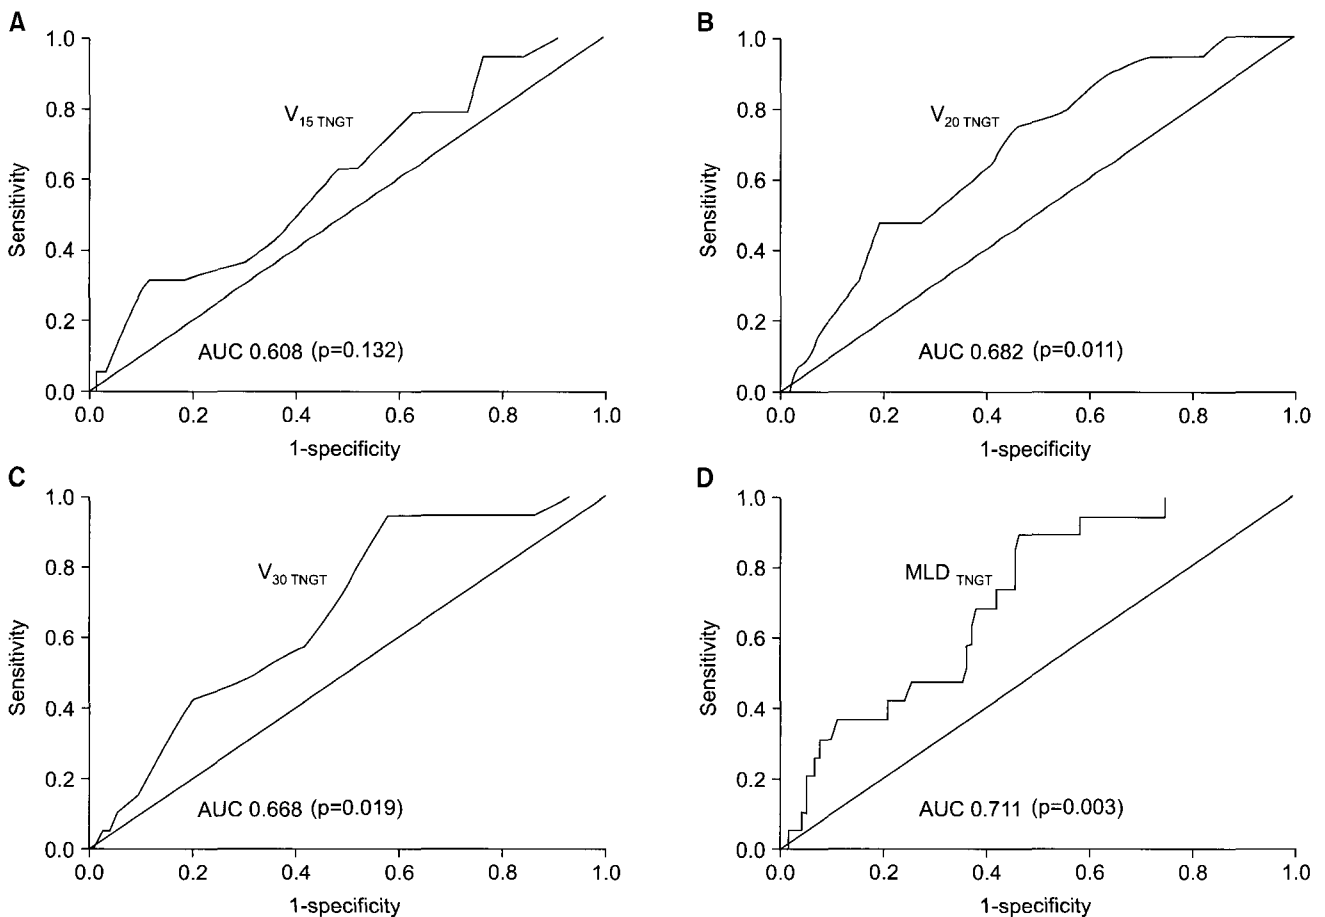 A
1.0
0.8
0.6
0.4
0.2
0.0
Sensitivity
V15 TNGT
AUC 0.608 (p=0.132)
0.0 0.2 0.4 0.6 0.8 1.0
1-specificity
B
1.0
0.8
0.6
0.4
0.2
0.0
Sensitivity
V20 TNGT
AUC 0.682 (p=0.011)
0.0 0.2 0.4 0.6 0.8 1.0
1-specificity
C
1.0
0.8
0.6
0.4
0.2
0.0
Sensitivity
V30 TNGT
AUC 0.668 (p=0.019)
0.0 0.2 0.4 0.6 0.8 1.0
1-specificity
D
1.0
0.8
0.6
0.4
0.2
0.0
Sensitivity
MLD TNGT
AUC 0.711 (p=0.003)
0.0 0.2 0.4 0.6 0.8 1.0
1-specificity